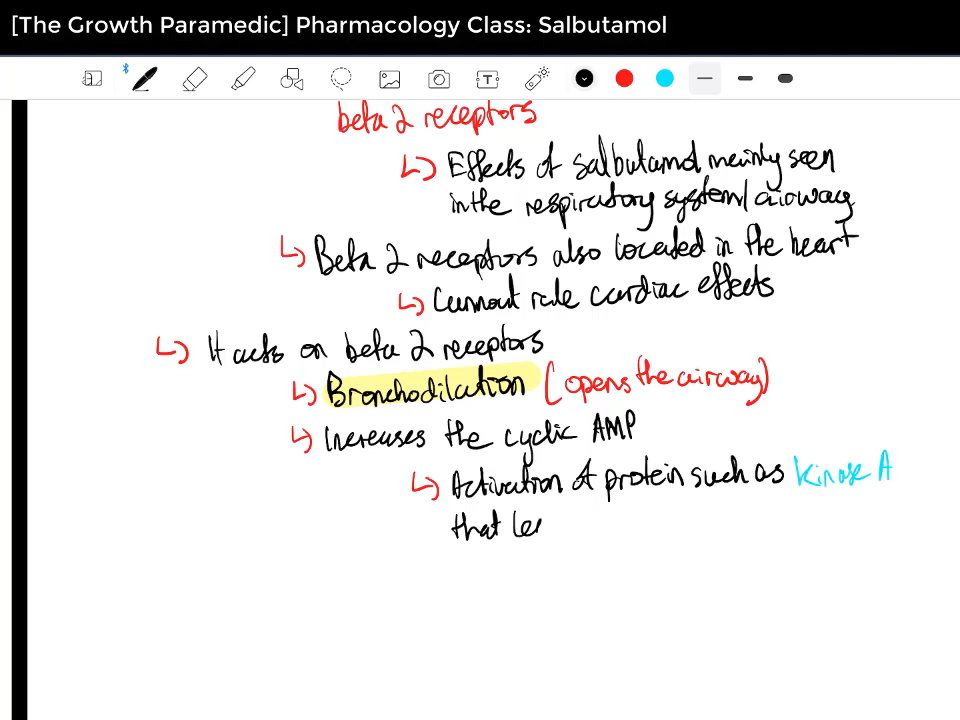 [The Growth Paramedic] Pharmacology Class: Salbutamol
beta 2 receptors
Effects of salbutamol mainly seen
in the respiratory system/airway
Beta 2 receptors also located in the heart
Cannot rule cardiac effects
It acts on beta 2 receptors
Bronchodilation (opens the airway)
Increases the cyclic AMP
Activation of protein such as kinase A
that le